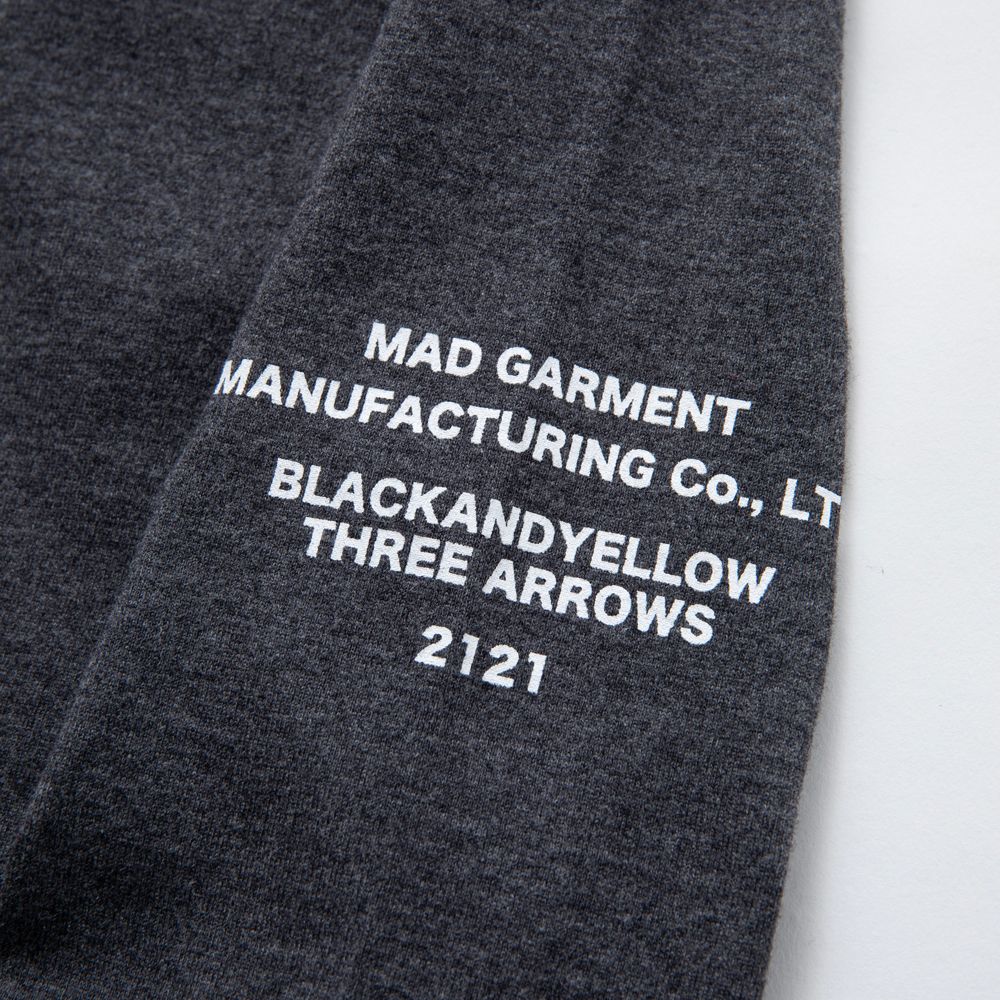 MAD GARMENT
MANUFACTURING Co., LT
BLACKANDYELLOW
THREE ARROWS
2121